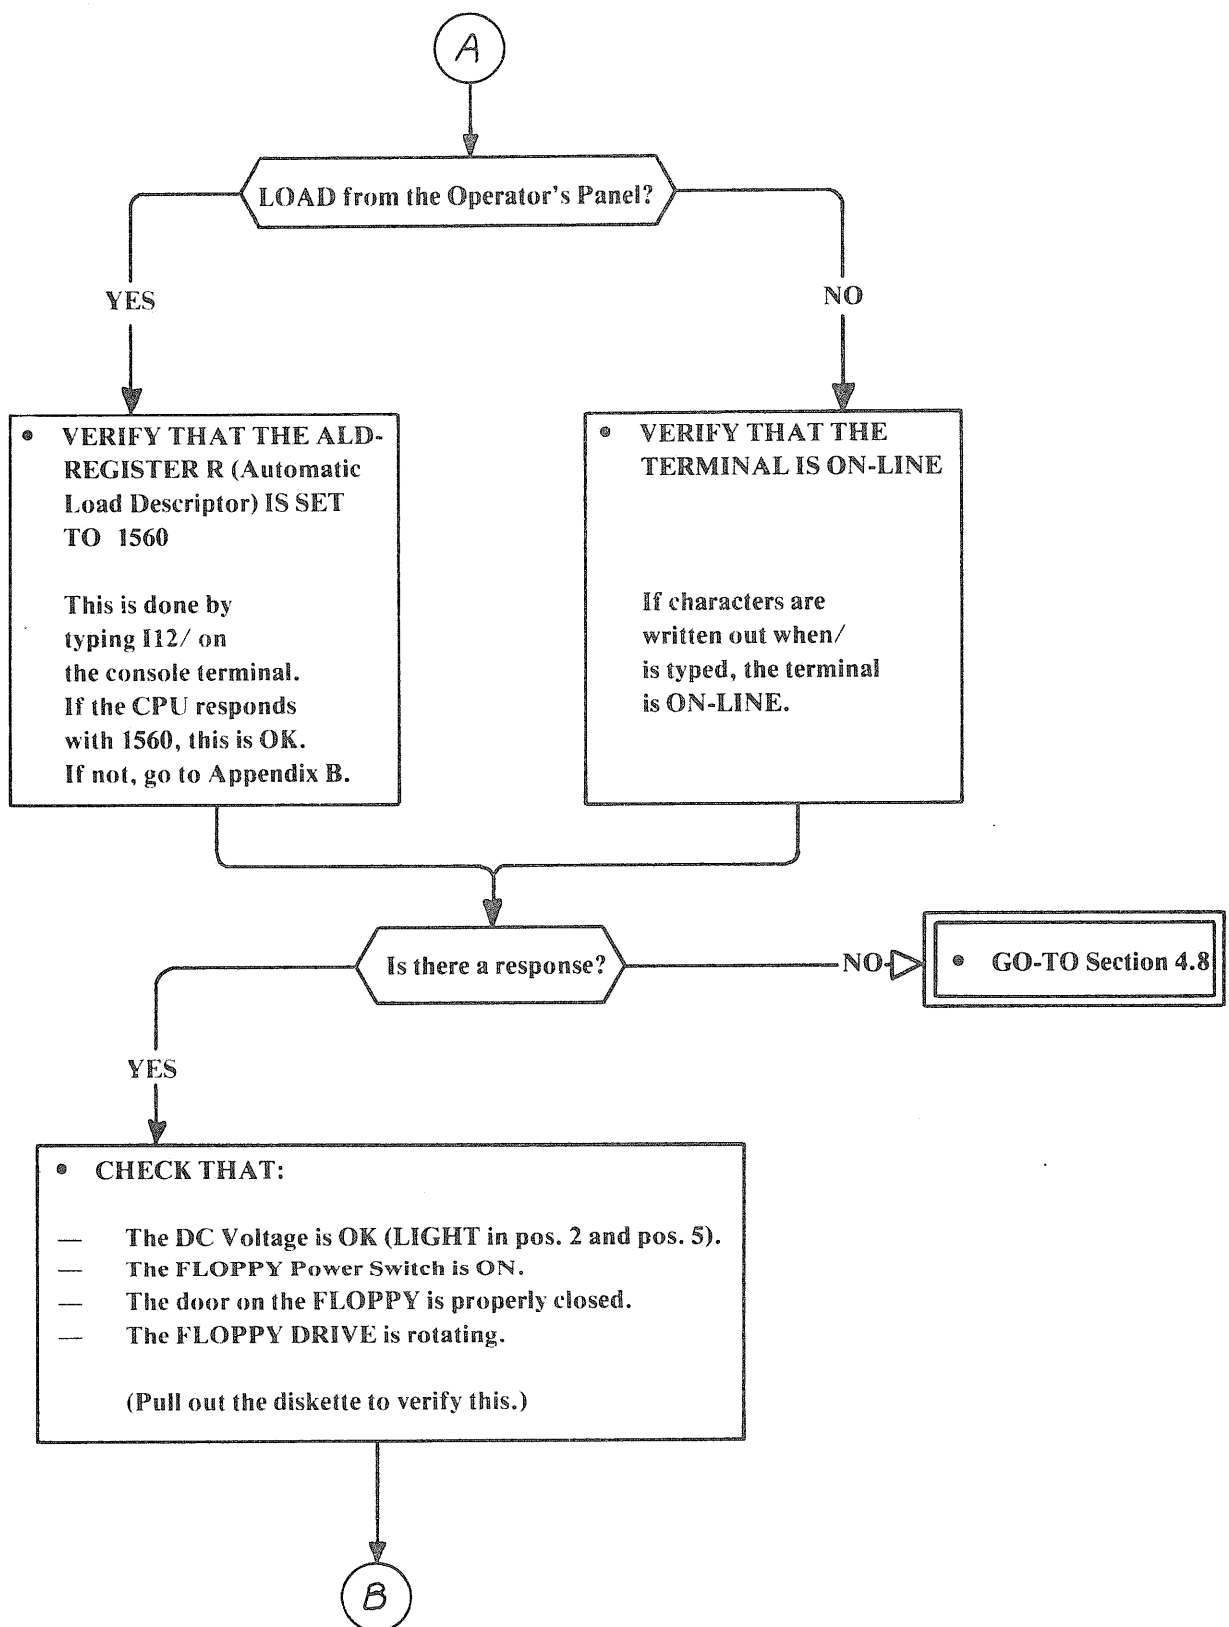 A
LOAD from the Operator's Panel?
YES
NO
• VERIFY THAT THE ALD-
REGISTER R (Automatic
Load Descriptor) IS SET
TO 1560
This is done by
typing I12/ on
the console terminal.
If the CPU responds
with 1560, this is OK.
If not, go to Appendix B.
• VERIFY THAT THE
TERMINAL IS ON-LINE
If characters are
written out when/
is typed, the terminal
is ON-LINE.
Is there a response?
NO
• GO-TO Section 4.8
YES
• CHECK THAT:
— The DC Voltage is OK (LIGHT in pos. 2 and pos. 5).
— The FLOPPY Power Switch is ON.
— The door on the FLOPPY is properly closed.
— The FLOPPY DRIVE is rotating.
(Pull out the diskette to verify this.)
B